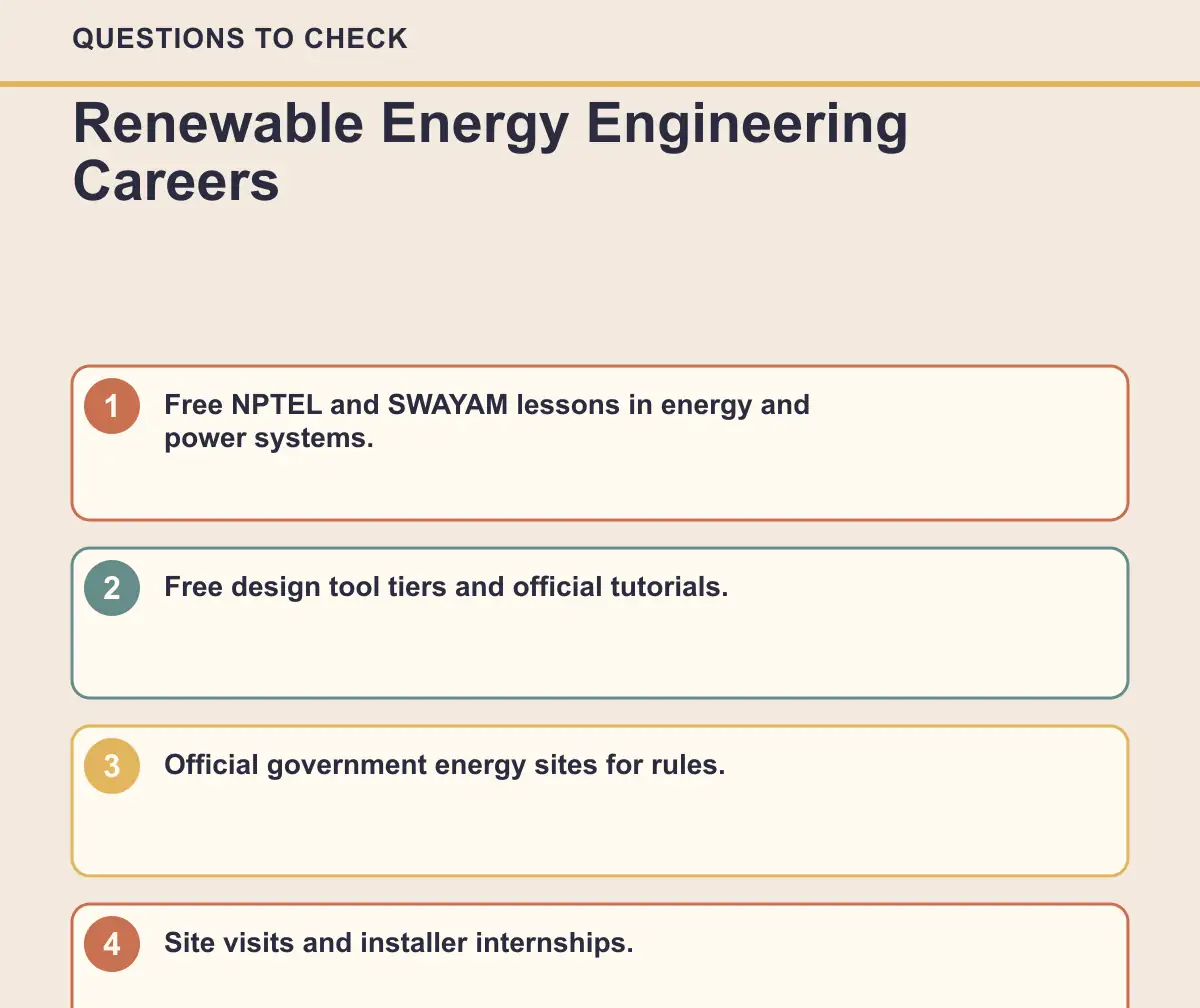 QUESTIONS TO CHECK
Renewable Energy Engineering
Careers
1
Free NPTEL and SWAYAM lessons in energy and
power systems.
2
Free design tool tiers and official tutorials.
3
Official government energy sites for rules.
4
Site visits and installer internships.